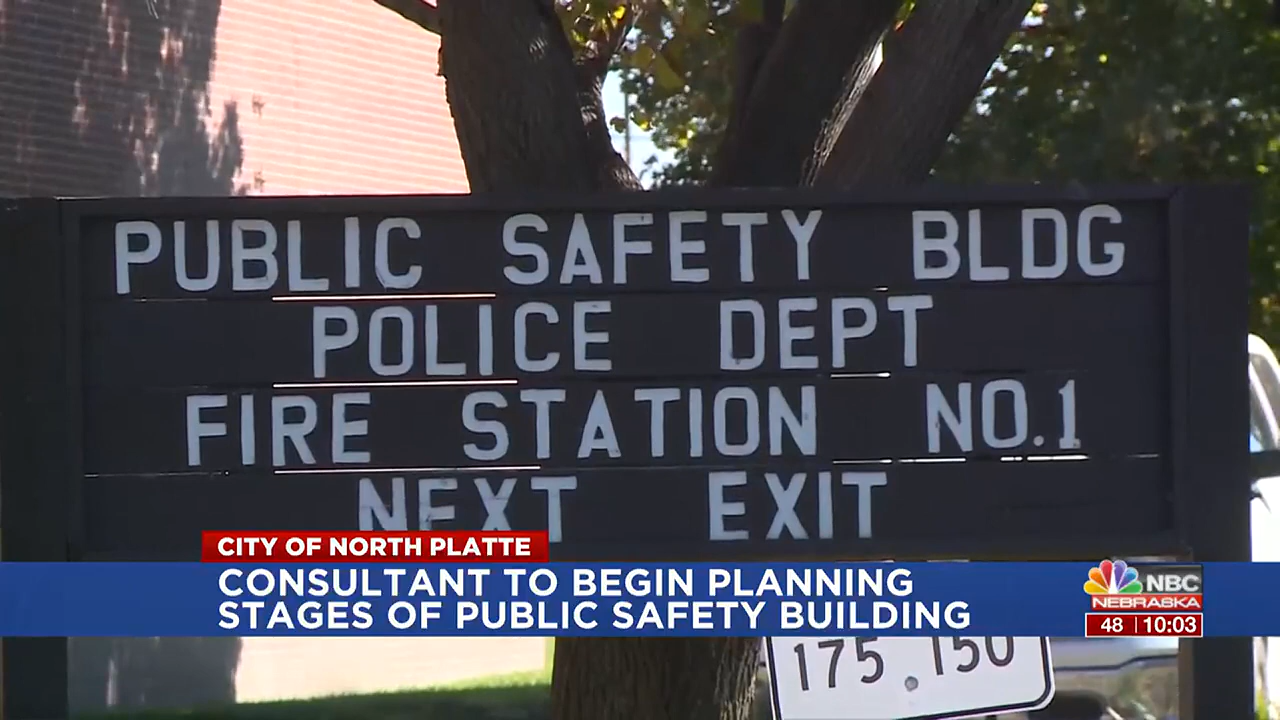 PUBLIC SAFETY BLDG
POLICE DEPT
FIRE STATION NO.1
NEXT EXIT
CITY OF NORTH PLATTE
CONSULTANT TO BEGIN PLANNING
STAGES OF PUBLIC SAFETY BUILDING
NBC
NEBRASKA
48 10:03
175 150